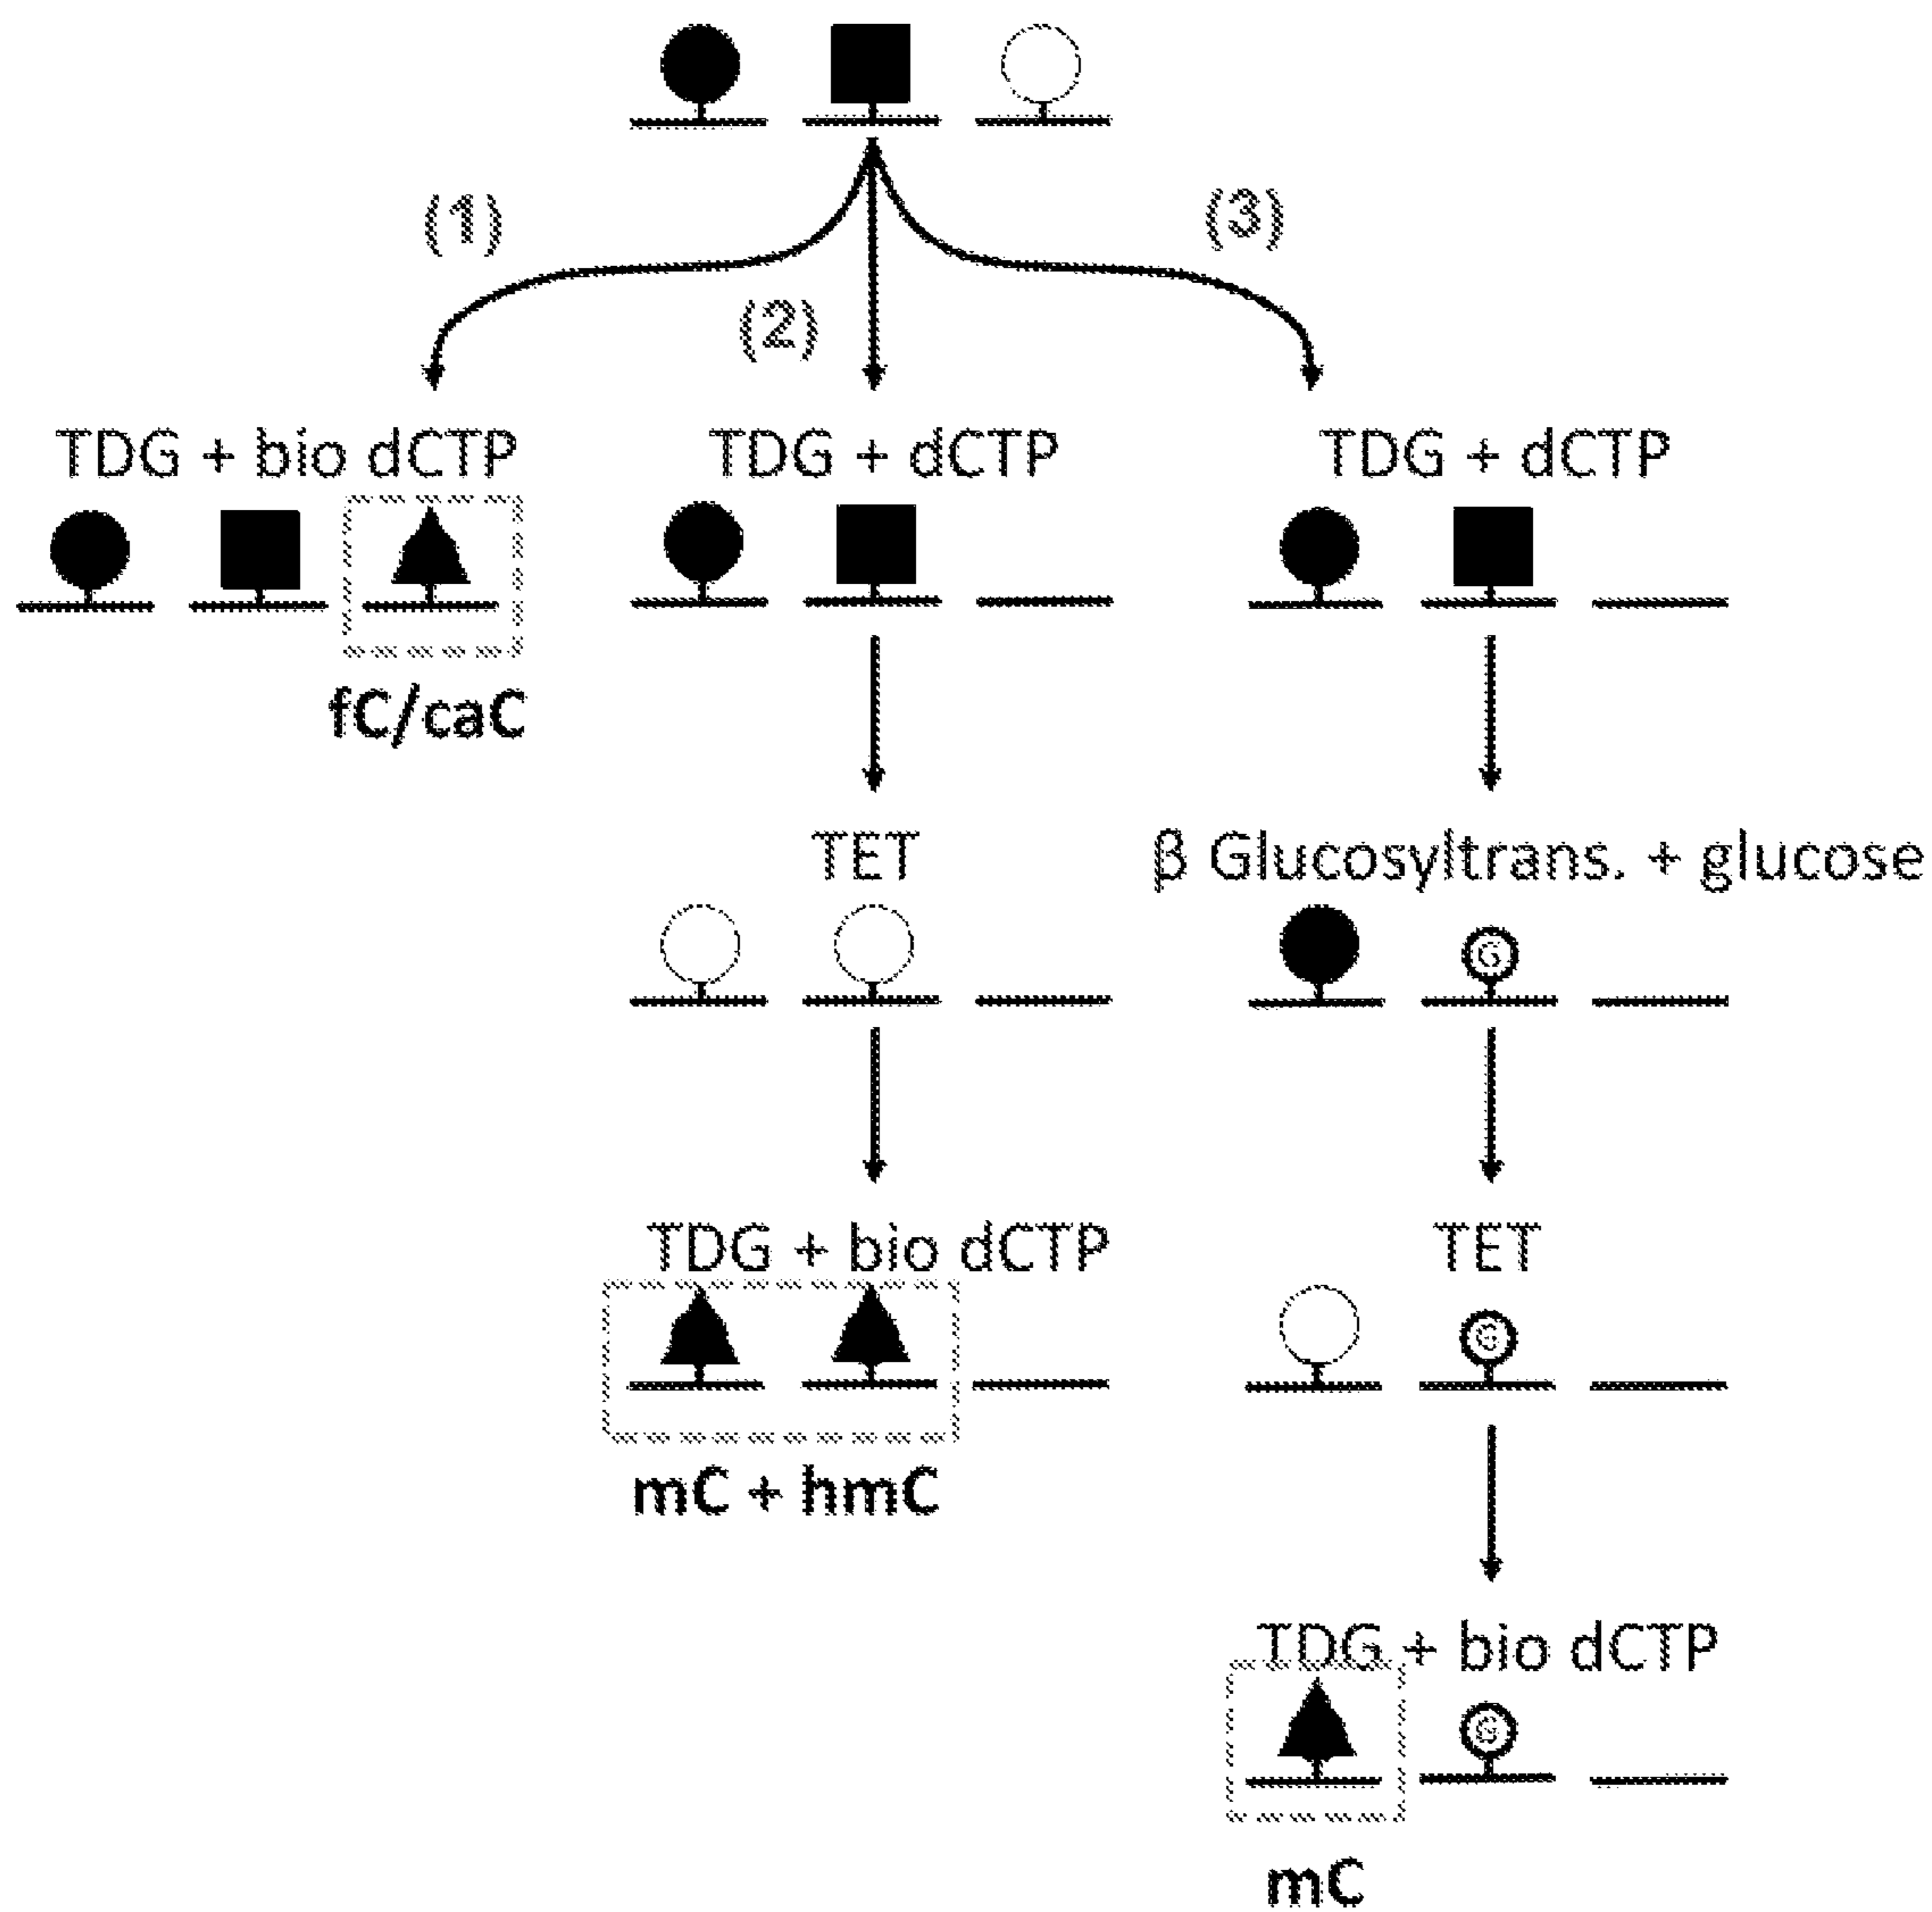 (1)
(3)
(2)
TDG + bio dCTP
TDG + dCTP
TDG + dCTP
fC/caC
TET
β Glucosyltrans. + glucose
G
TDG + bio dCTP
TET
G
mC + hmC
TDG + bio dCTP
G
mC